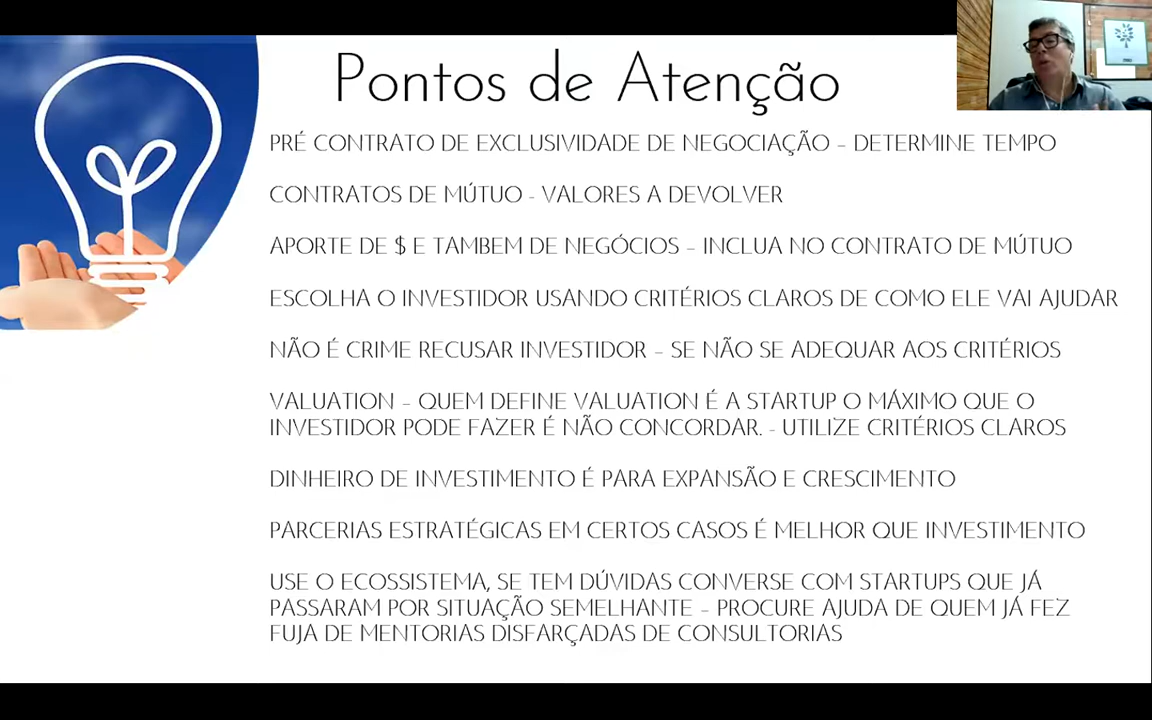 Pontos de Atenção
PRÉ CONTRATO DE EXCLUSIVIDADE DE NEGOCIAÇÃO – DETERMINE TEMPO
CONTRATOS DE MÚTUO - VALORES A DEVOLVER
APORTE DE $ E TAMBEM DE NEGÓCIOS – INCLUA NO CONTRATO DE MÚTUO
ESCOLHA O INVESTIDOR USANDO CRITÉRIOS CLAROS DE COMO ELE VAI AJUDAR
NÃO É CRIME RECUSAR INVESTIDOR – SE NÃO SE ADEQUAR AOS CRITÉRIOS
VALUATION – QUEM DEFINE VALUATION É A STARTUP O MÁXIMO QUE O
INVESTIDOR PODE FAZER É NÃO CONCORDAR. - UTILIZE CRITÉRIOS CLAROS
DINHEIRO DE INVESTIMENTO É PARA EXPANSÃO E CRESCIMENTO
PARCERIAS ESTRATÉGICAS EM CERTOS CASOS É MELHOR QUE INVESTIMENTO
USE O ECOSSISTEMA, SE TEM DÚVIDAS CONVERSE COM STARTUPS QUE JÁ
PASSARAM POR SITUAÇÃO SEMELHANTE – PROCURE AJUDA DE QUEM JÁ FEZ
FUJA DE MENTORIAS DISFARÇADAS DE CONSULTORIAS